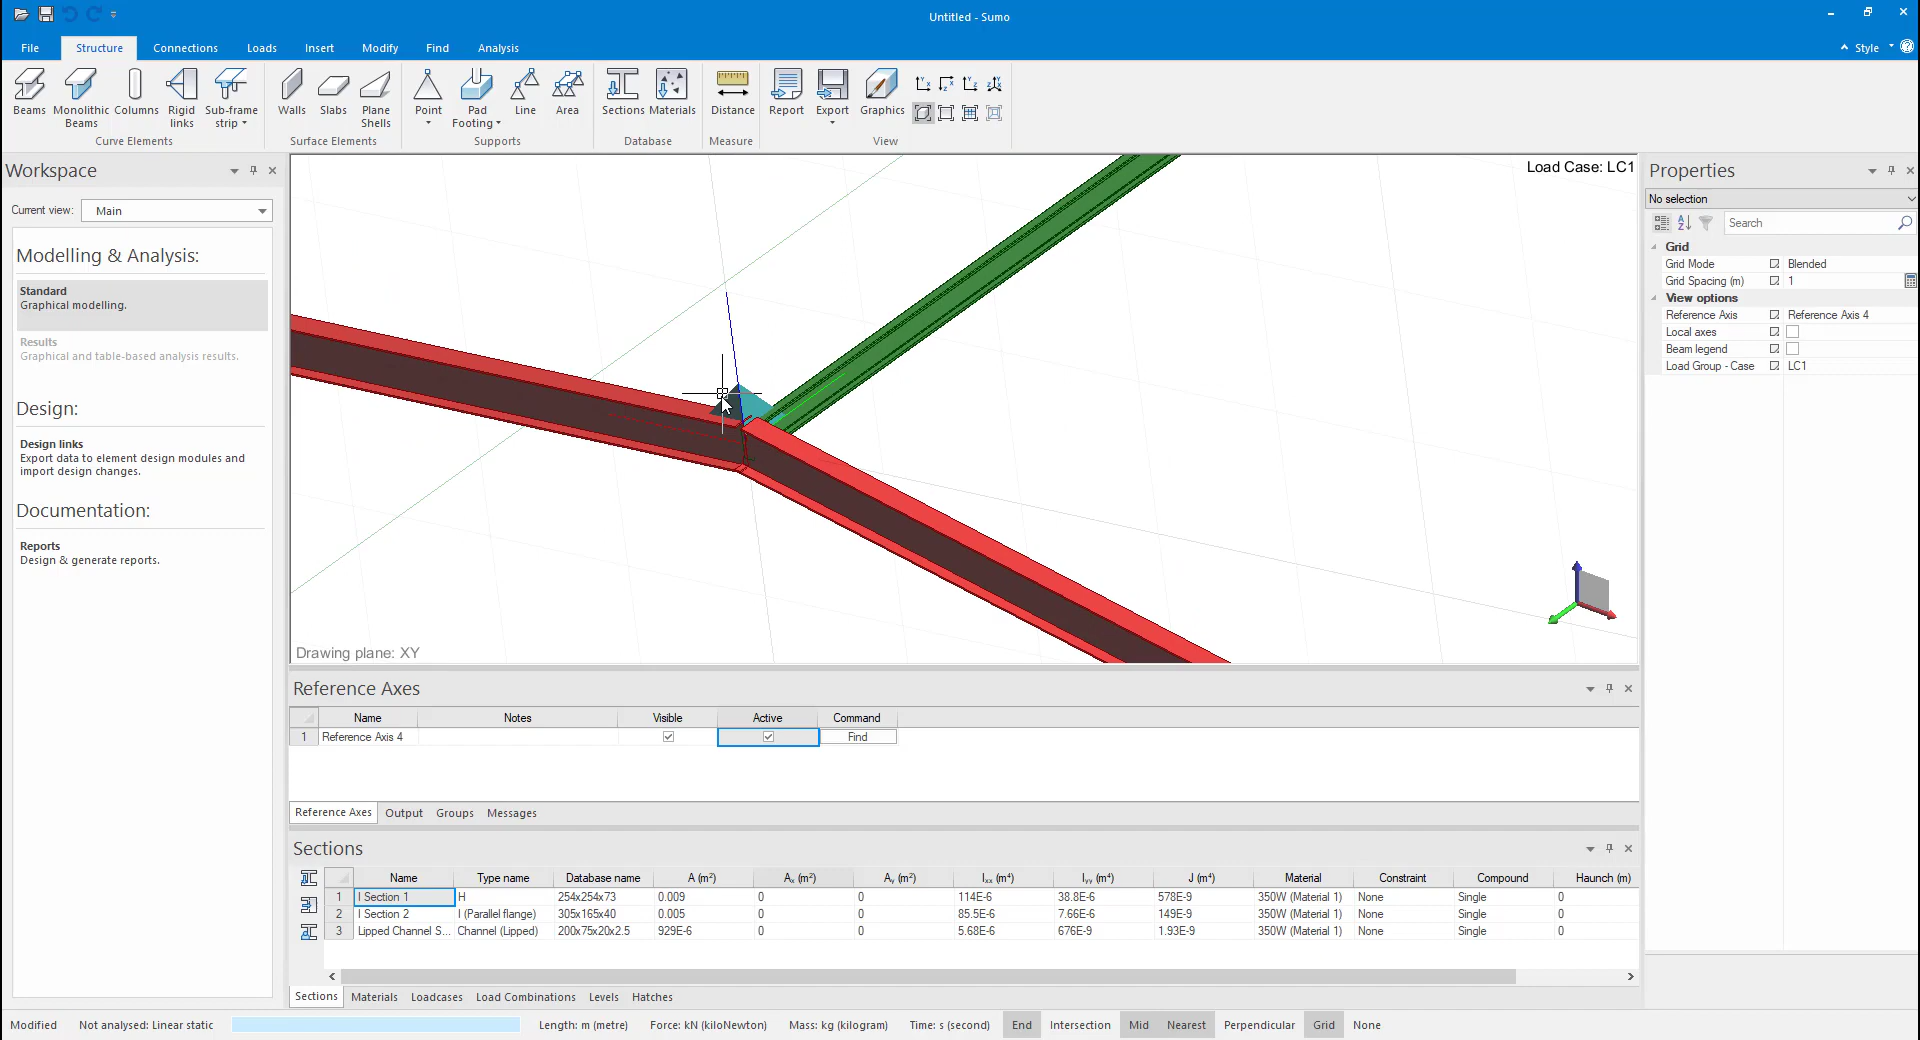 Untitled - Sumo
File Structure Connections Loads Insert Modify Find Analysis Style
Beams Monolithic Beams Columns Rigid links Sub-frame strip Walls Slabs Plane Shells Point Pad Footing Line Area Sections Materials Distance Report Export Graphics
Curve Elements Surface Elements Supports Database Measure View
Workspace
Current view: Main
Modelling & Analysis:
Standard
Graphical modelling.
Results
Graphical and table-based analysis results.
Design:
Design links
Export data to element design modules and
import design changes.
Documentation:
Reports
Design & generate reports.
Load Case: LC1
Drawing plane: XY
Properties
No selection
Search
Grid
Grid Mode Blended
Grid Spacing (m) 1
View options
Reference Axis Reference Axis 4
Local axes
Beam legend
Load Group - Case LC1
Reference Axes
Name Notes Visible Active Command
1 Reference Axis 4 Find
Reference Axes Output Groups Messages
Sections
Name Type name Database name A (m²) Aₓ (m²) Aᵧ (m²) Iₓₓ (m⁴) Iᵧᵧ (m⁴) J (m⁴) Material Constraint Compound Haunch (m)
1 I Section 1 H 254x254x73 0.009 0 0 114E-6 38.8E-6 578E-9 350W (Material 1) None Single 0
2 I Section 2 I (Parallel flange) 305x165x40 0.005 0 0 85.5E-6 7.66E-6 149E-9 350W (Material 1) None Single 0
3 Lipped Channel S... Channel (Lipped) 200x75x20x2.5 929E-6 0 0 5.68E-6 676E-9 1.93E-9 350W (Material 1) None Single 0
Sections Materials Loadcases Load Combinations Levels Hatches
Modified Not analysed: Linear static Length: m (metre) Force: kN (kiloNewton) Mass: kg (kilogram) Time: s (second) End Intersection Mid Nearest Perpendicular Grid None